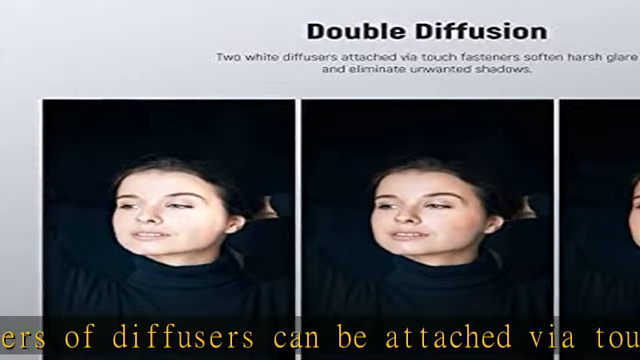 Double Diffusion
Two white diffusers attached via touch fasteners soften harsh glare
and eliminate unwanted shadows.
ers of diffusers can be attached via tou